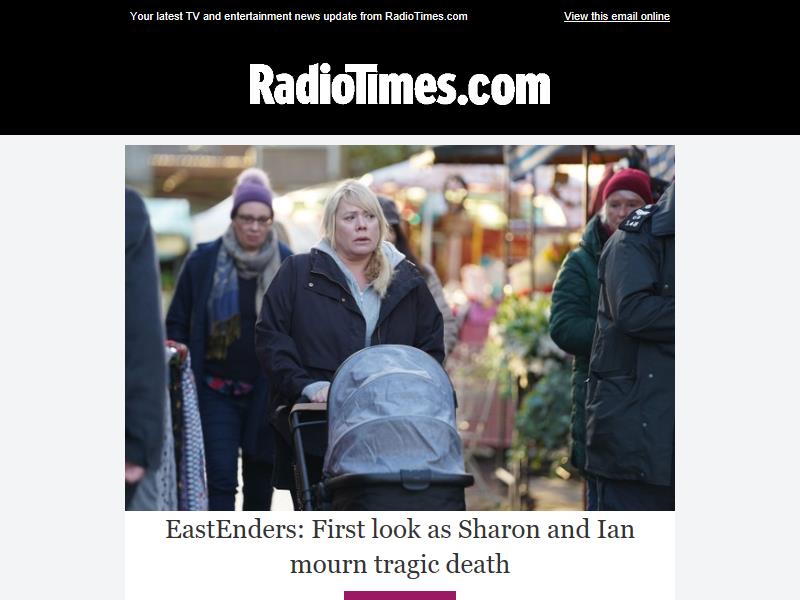 Your latest TV and entertainment news update from RadioTimes.com
View this email online
RadioTimes.com
EastEnders: First look as Sharon and Ian
mourn tragic death